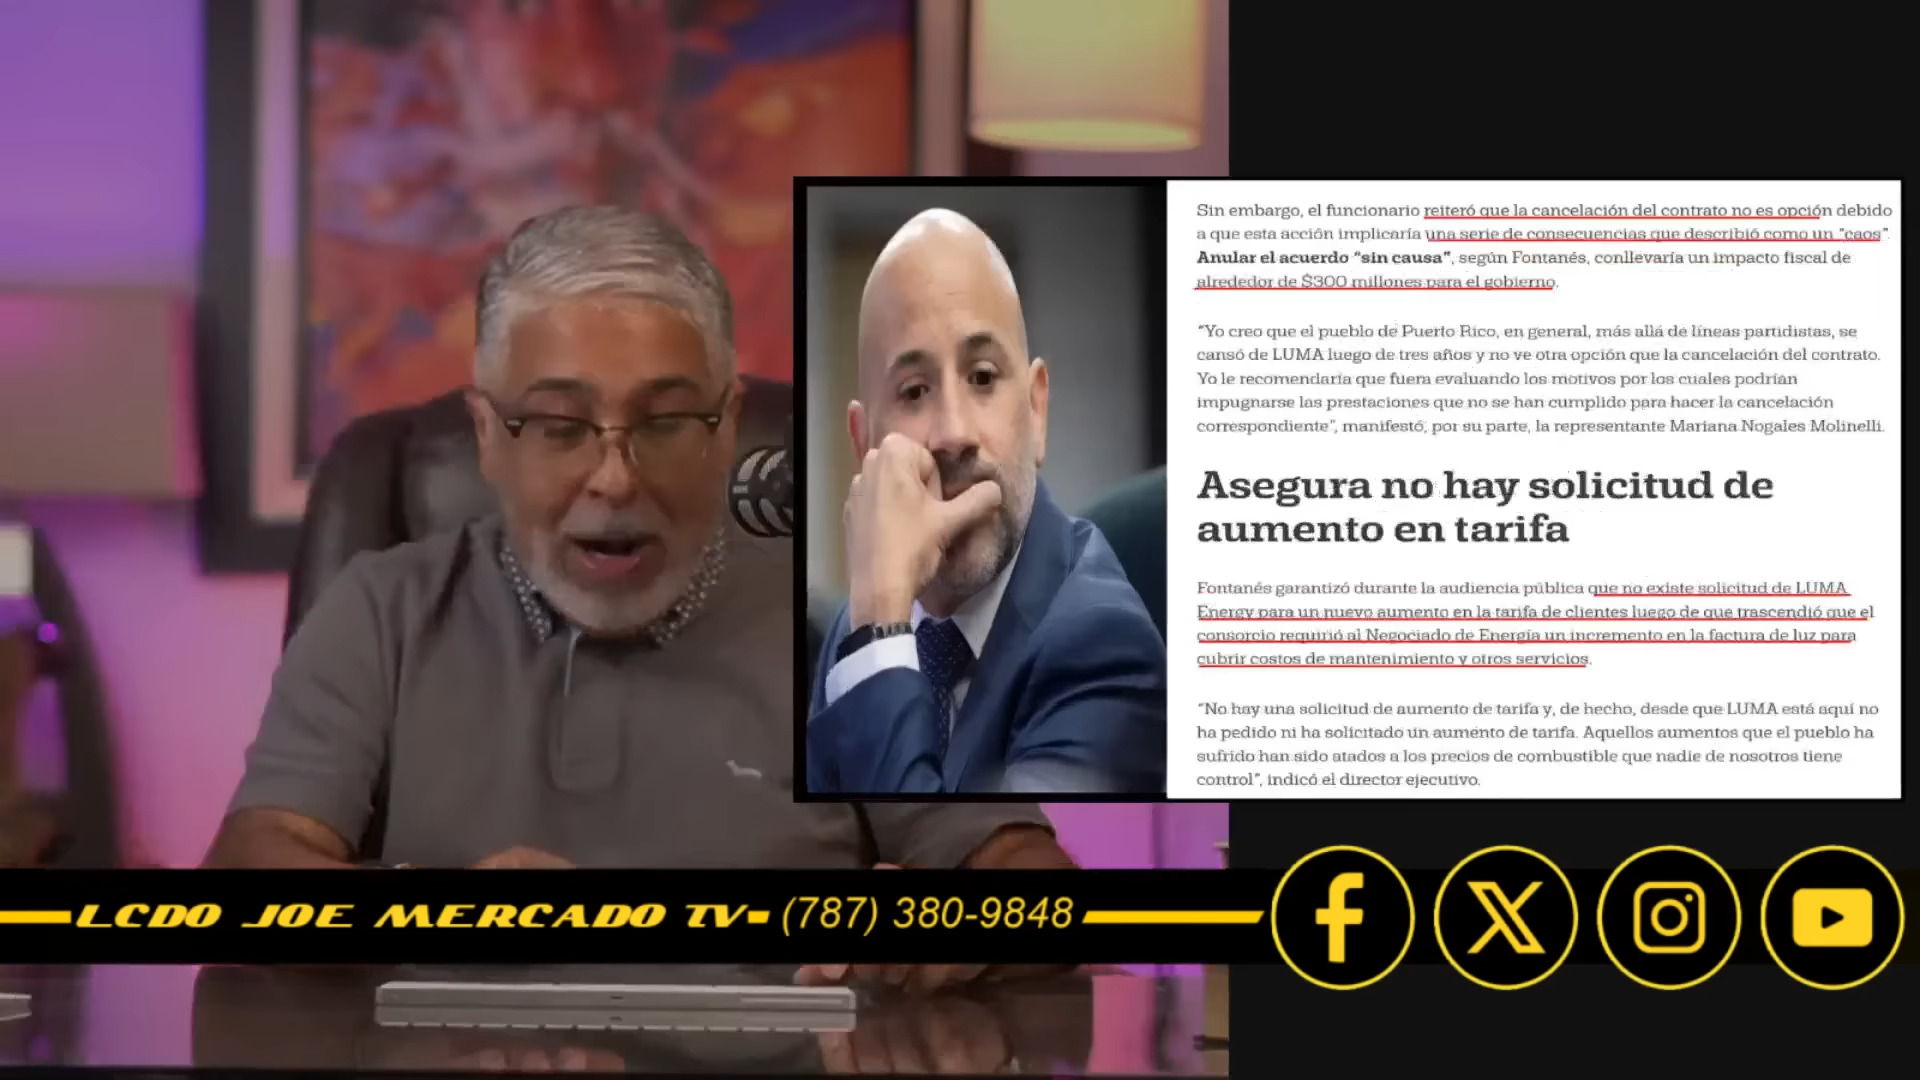 Sin embargo, el funcionario reiteró que la cancelación del contrato no es opción debido
a que esta acción implicaría una serie de consecuencias que describió como un “caos”.
Anular el acuerdo “sin causa”, según Fontanés, conllevaría un impacto fiscal de
alrededor de $300 millones para el gobierno.
“Yo creo que el pueblo de Puerto Rico, en general, más allá de líneas partidistas, se
cansó de LUMA luego de tres años y no ve otra opción que la cancelación del contrato.
Yo le recomendaría que fuera evaluando los motivos por los cuales podrían
impugnarse las prestaciones que no se han cumplido para hacer la cancelación
correspondiente”, manifestó, por su parte, la representante Mariana Nogales Molinelli.
Asegura no hay solicitud de
aumento en tarifa
Fontanés garantizó durante la audiencia pública que no existe solicitud de LUMA
Energy para un nuevo aumento en la tarifa de clientes luego de que trascendió que el
consorcio requirió al Negociado de Energía un incremento en la factura de luz para
cubrir costos de mantenimiento y otros servicios.
“No hay una solicitud de aumento de tarifa y, de hecho, desde que LUMA está aquí no
ha pedido ni ha solicitado un aumento de tarifa. Aquellos aumentos que el pueblo ha
sufrido han sido atados a los precios de combustible que nadie de nosotros tiene
control”, indicó el director ejecutivo.
LCDO JOE MERCADO TV (787) 380-9848